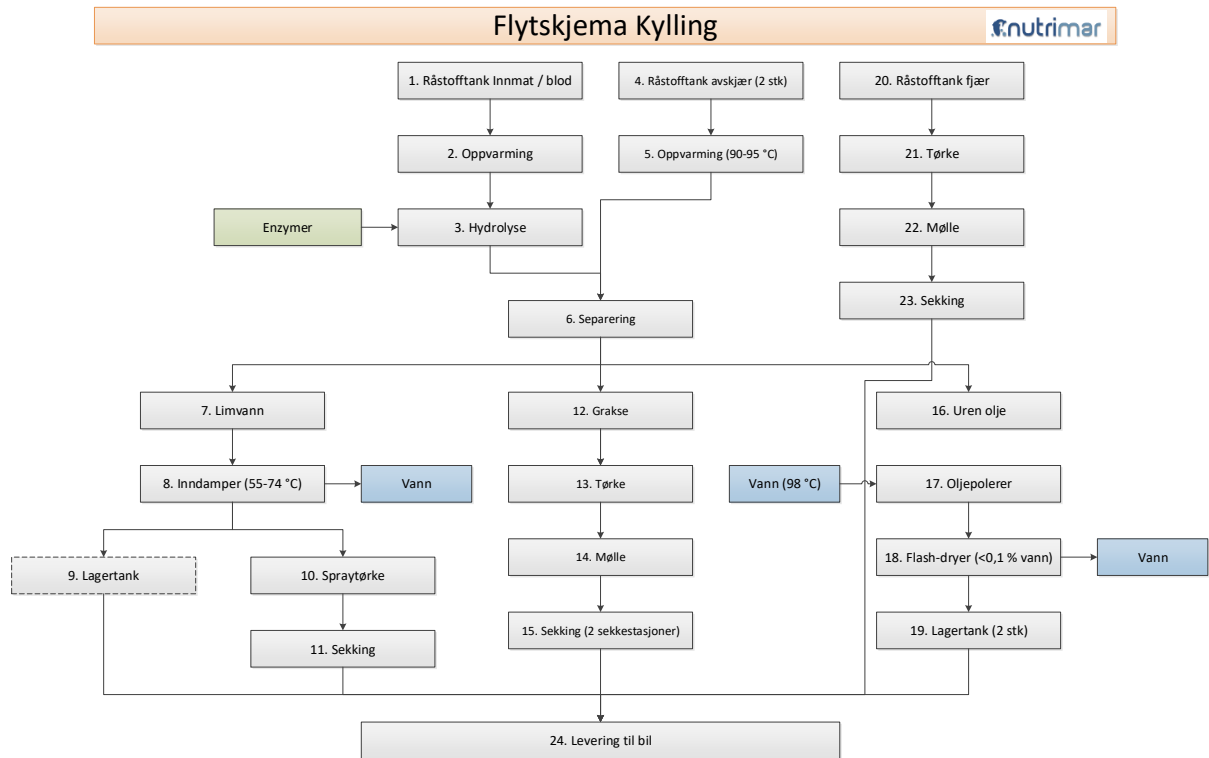 Flytskjema Kylling
nutrimar
1. Råstofftank Innmat / blod
4. Råstofftank avskjær (2 stk)
20. Råstofftank fjær
2. Oppvarming
5. Oppvarming (90-95 °C)
21. Tørke
Enzymer
3. Hydrolyse
22. Mølle
23. Sekking
6. Separering
7. Limvann
12. Grakse
16. Uren olje
8. Inndamper (55-74 °C)
Vann
13. Tørke
Vann (98 °C)
17. Oljepolerer
9. Lagertank
10. Spraytørke
14. Mølle
18. Flash-dryer (<0,1 % vann)
Vann
11. Sekking
15. Sekking (2 sekkestasjoner)
19. Lagertank (2 stk)
24. Levering til bil